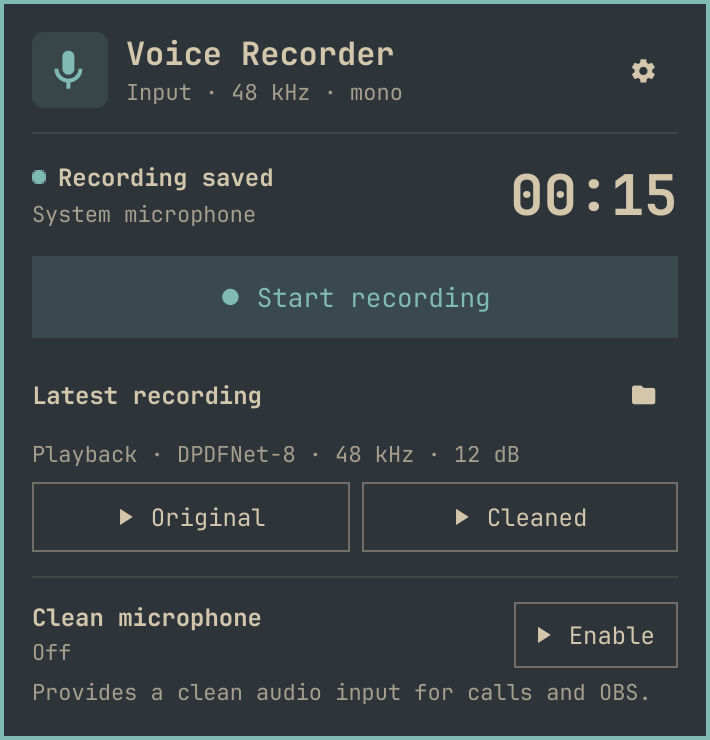 Voice Recorder
Input · 48 kHz · mono
Recording saved
00:15
System microphone
Start recording
Latest recording
Playback · DPDFNet-8 · 48 kHz · 12 dB
Original
Cleaned
Clean microphone
Off
Enable
Provides a clean audio input for calls and OBS.